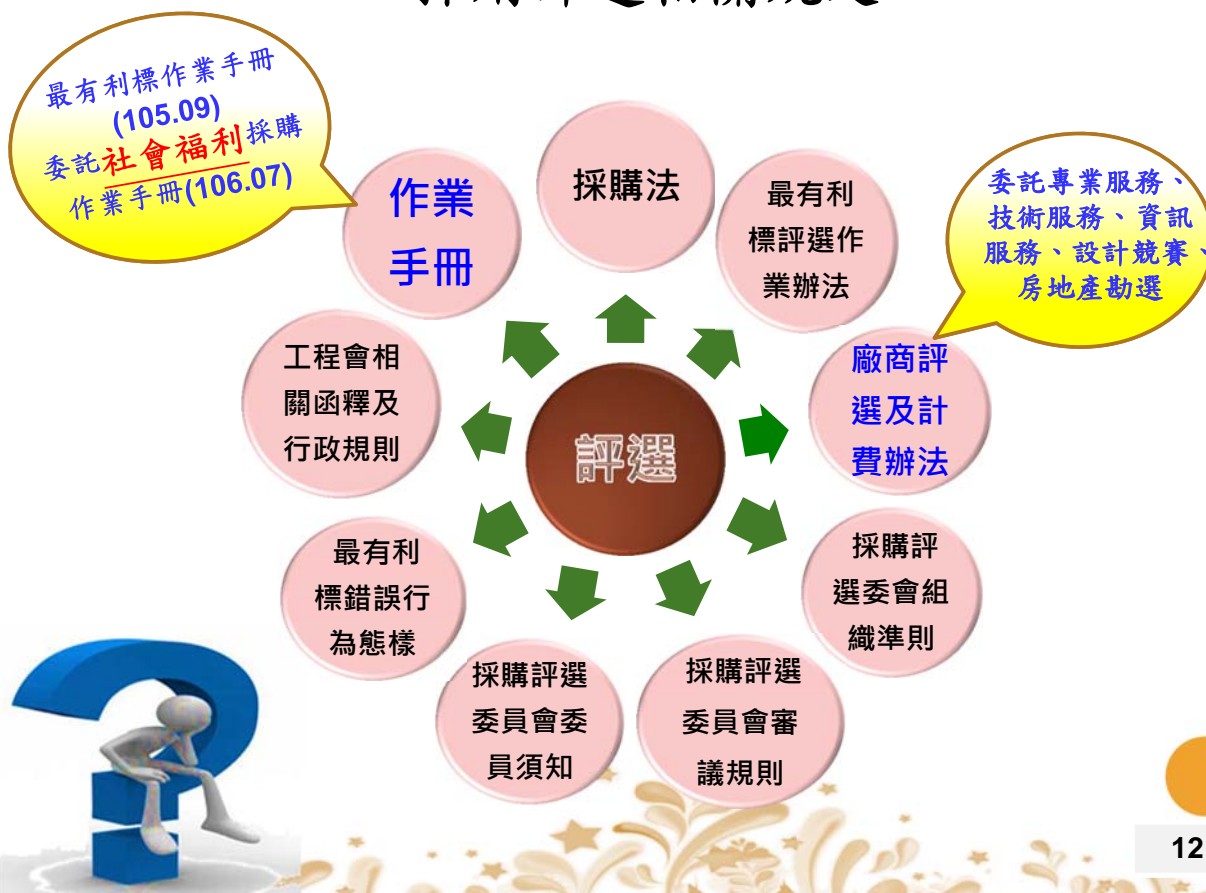 最有利標作業手冊
(105.09)
委託社會福利採購
作業手冊(106.07)
作業
手冊
採購法
最有利
標評選作
業辦法
委託專業服務、
技術服務、資訊
服務、設計競賽、
房地產勘選
廠商評
選及計
費辦法
工程會相
關函釋及
行政規則
評選
最有利
標錯誤行
為態樣
採購評
選委會組
織準則
採購評選
委員會委
員須知
採購評選
委員會審
議規則
12